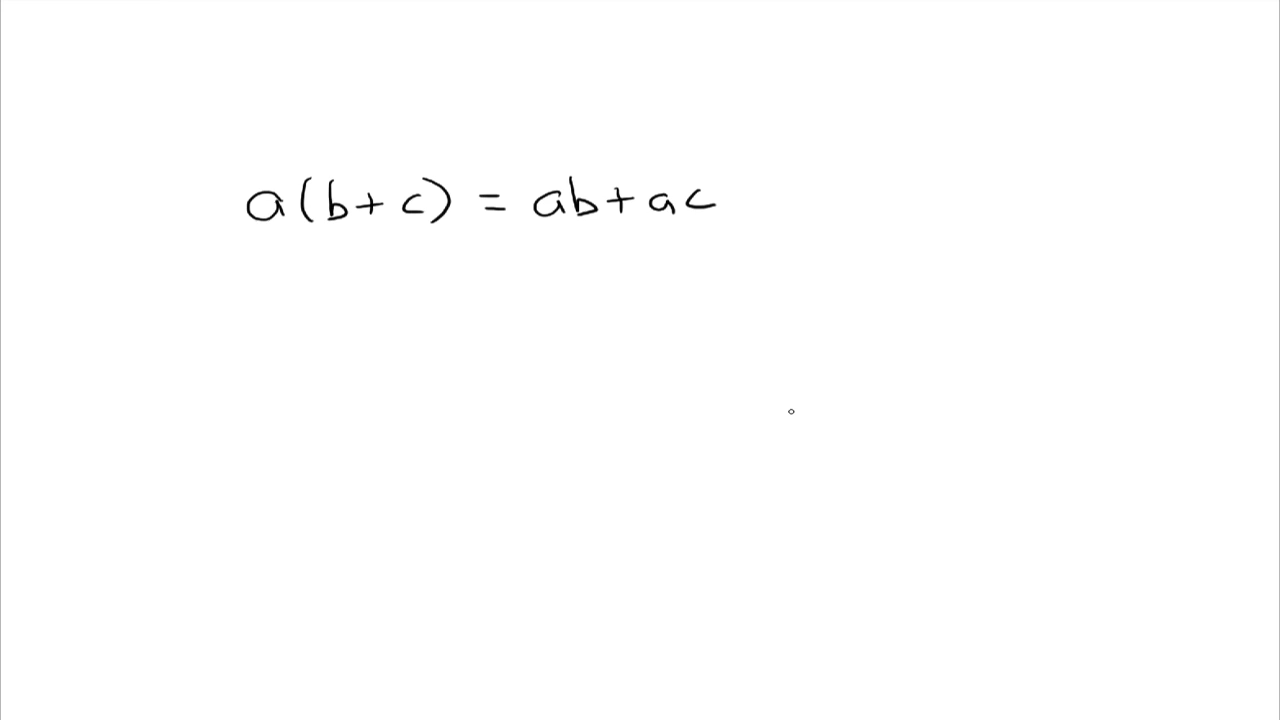 a(b+c) = ab+ac